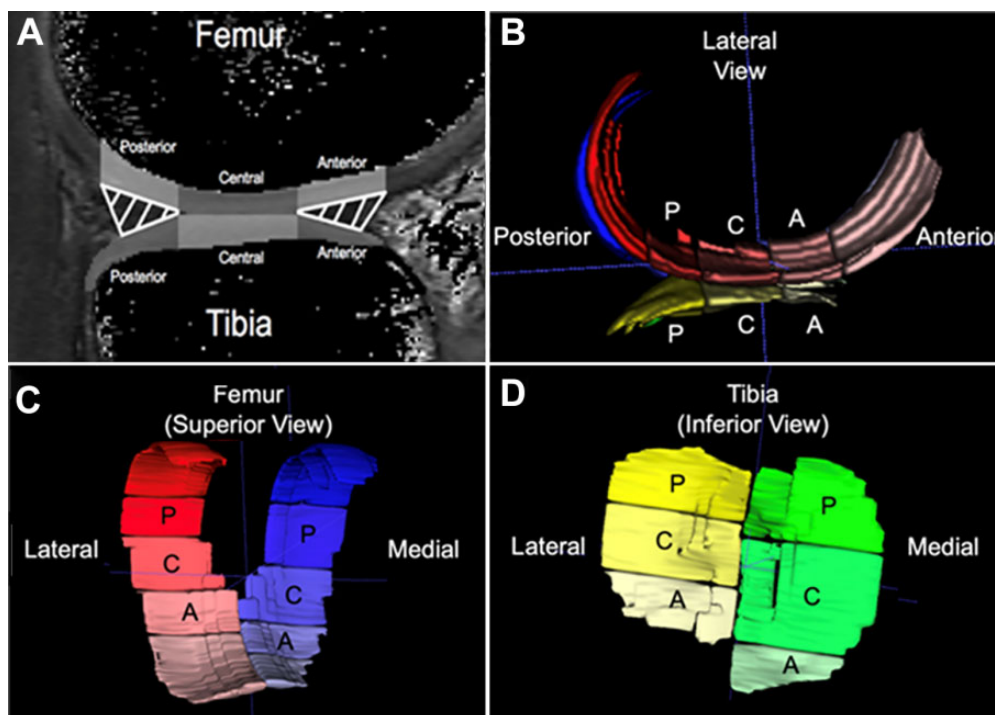 A
Femur
Posterior
Central
Anterior
Posterior
Central
Anterior
Tibia
B
Lateral
View
P
C
A
Posterior
Anterior
P
C
A
C
Femur
(Superior View)
P
P
Lateral
Medial
C
C
A
A
D
Tibia
(Inferior View)
P
P
Lateral
Medial
C
C
A
A